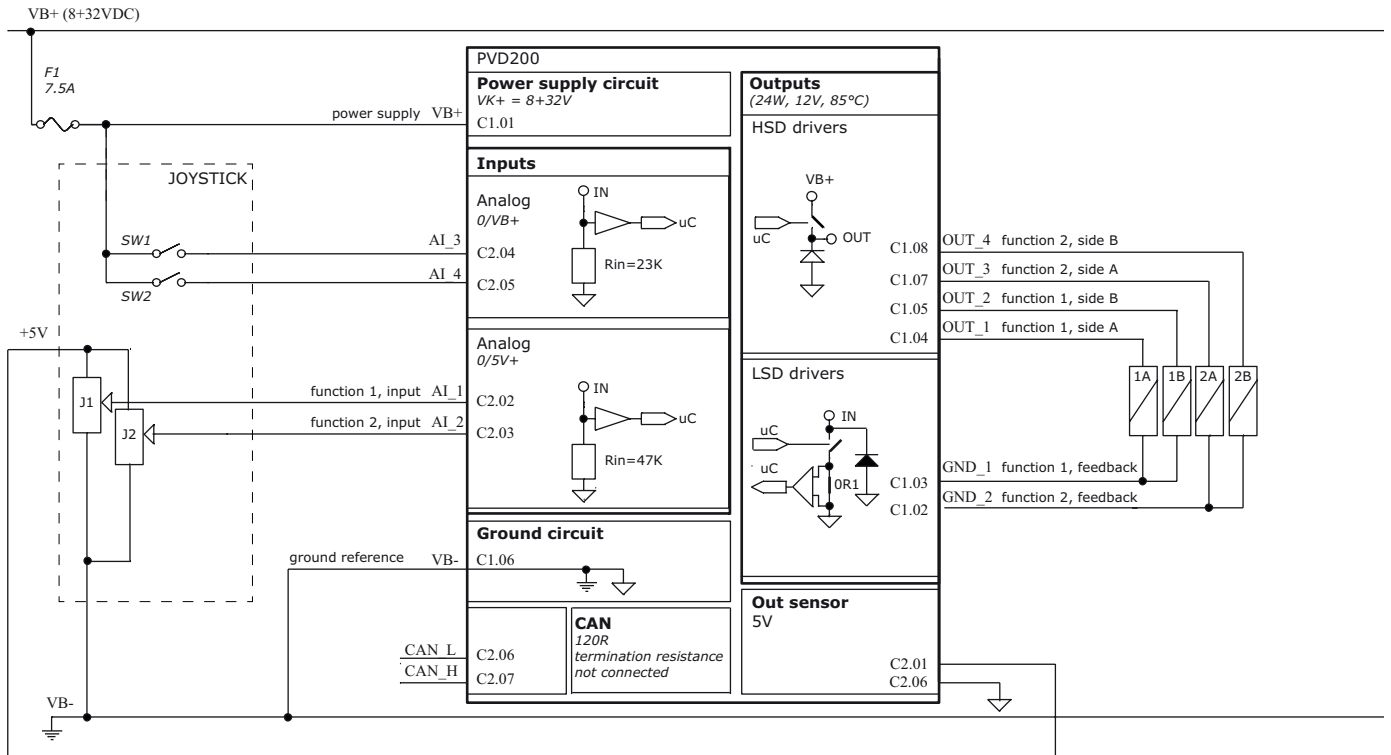 VB+ (8+32VDC)
F1
7.5A
power supply VB+
JOYSTICK
SW1
SW2
AI_3
AI_4
+5V
J1
J2
function 1, input AI_1
function 2, input AI_2
ground reference VB-
CAN_L
CAN_H
VB-
PVD200
Power supply circuit
VK+ = 8+32V
C1.01
Inputs
Analog
0/VB+
IN
uC
C2.04
C2.05
Rin=23K
Analog
0/5V+
IN
uC
C2.02
C2.03
Rin=47K
Ground circuit
C1.06
C2.06
C2.07
CAN
120R
termination resistance
not connected
Outputs
(24W, 12V, 85°C)
HSD drivers
VB+
uC
OUT
C1.08
C1.07
C1.05
C1.04
LSD drivers
IN
uC
uC
0R1
C1.03
C1.02
Out sensor
5V
C2.01
C2.06
OUT_4 function 2, side B
OUT_3 function 2, side A
OUT_2 function 1, side B
OUT_1 function 1, side A
1A 1B 2A 2B
GND_1 function 1, feedback
GND_2 function 2, feedback